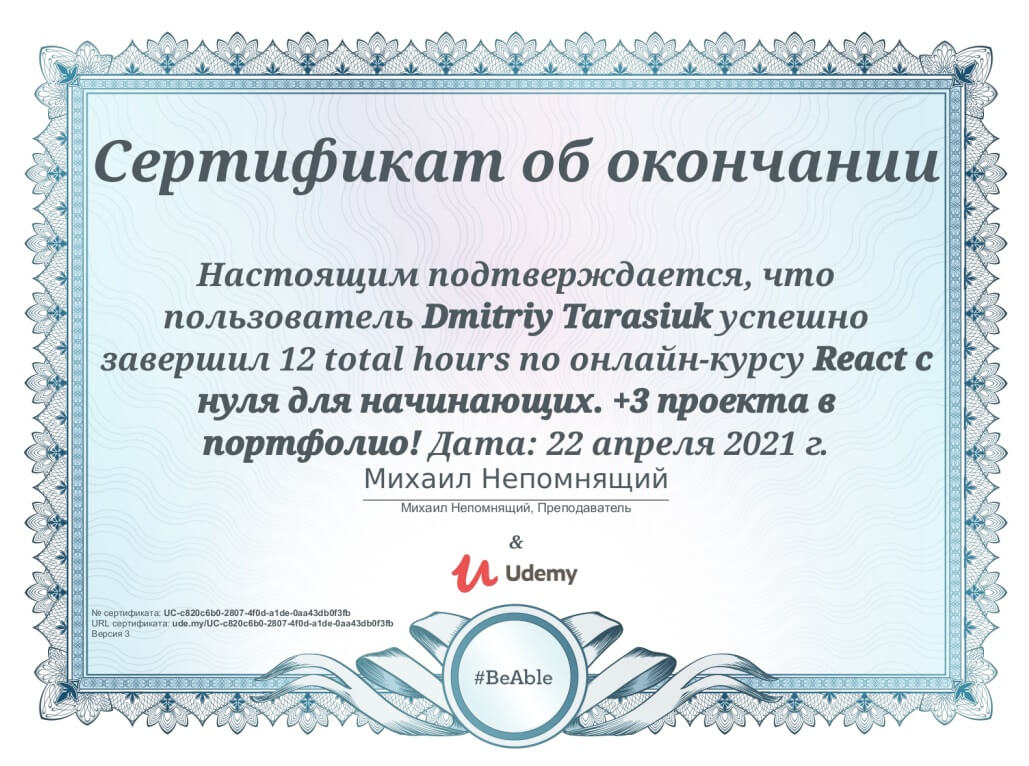 Сертификат об окончании
Настоящим подтверждается, что
пользователь Dmitriy Tarasiuk успешно
завершил 12 total hours по онлайн-курсу React с
нуля для начинающих. +3 проекта в
портфолио! Дата: 22 апреля 2021 г.
Михаил Непомнящий
Михаил Непомнящий, Преподаватель
&
Udemy
№ сертификата: UC-c820c6b0-2807-4f0d-a1de-0aa43db0f3fb
URL сертификата: ude.my/UC-c820c6b0-2807-4f0d-a1de-0aa43db0f3fb
Версия 3
#BeAble